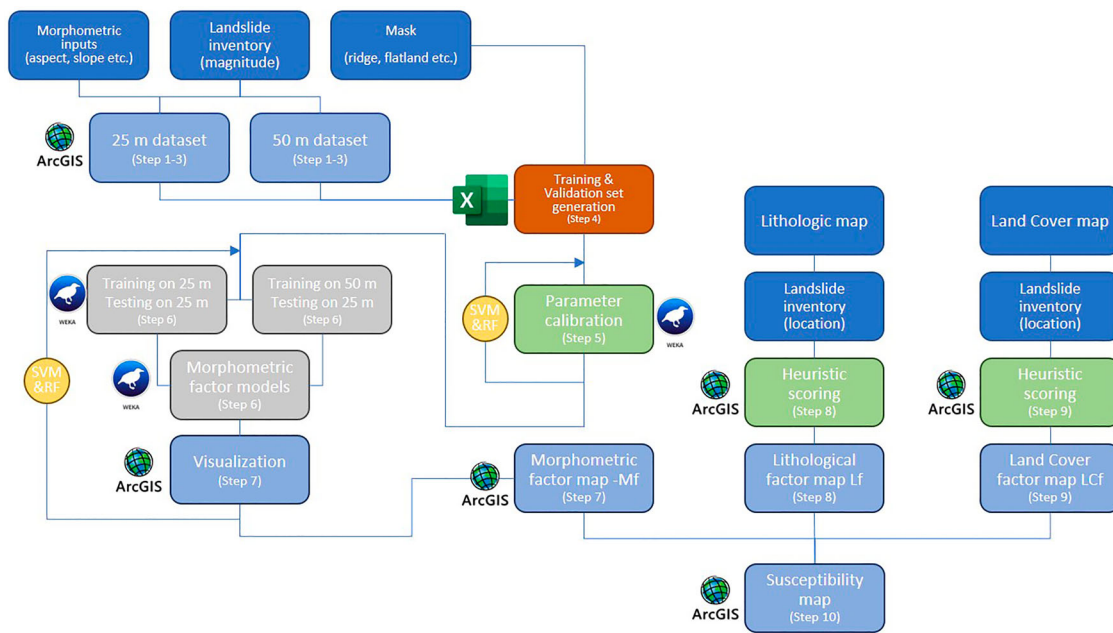 Morphometric
inputs
(aspect, slope etc.)
Landslide
inventory
(magnitude)
Mask
(ridge, flatland etc.)
ArcGIS
25 m dataset
(Step 1-3)
50 m dataset
(Step 1-3)
X
Training &
Validation set
generation
(Step 4)
Lithologic map
Land Cover map
WEKA
Training on 25 m
Testing on 25 m
(Step 6)
Training on 50 m
Testing on 25 m
(Step 6)
SVM
&RF
Parameter
calibration
(Step 5)
WEKA
Landslide
inventory
(location)
Landslide
inventory
(location)
SVM
&RF
WEKA
Morphometric
factor models
(Step 6)
ArcGIS
Heuristic
scoring
(Step 8)
ArcGIS
Heuristic
scoring
(Step 9)
ArcGIS
Visualization
(Step 7)
ArcGIS
Morphometric
factor map -Mf
(Step 7)
Lithological
factor map Lf
(Step 8)
Land Cover
factor map LCf
(Step 9)
ArcGIS
Susceptibility
map
(Step 10)